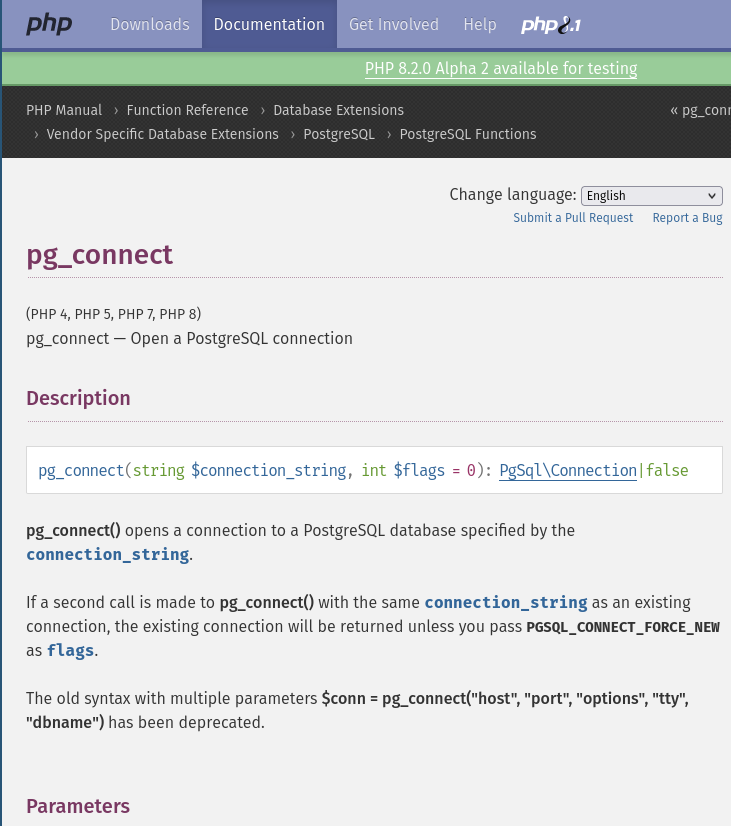 php Downloads Documentation Get Involved Help php8.1
PHP 8.2.0 Alpha 2 available for testing
PHP Manual › Function Reference › Database Extensions « pg_conn
› Vendor Specific Database Extensions › PostgreSQL › PostgreSQL Functions
Change language: English
Submit a Pull Request Report a Bug
pg_connect
(PHP 4, PHP 5, PHP 7, PHP 8)
pg_connect — Open a PostgreSQL connection
Description
pg_connect(string $connection_string, int $flags = 0): PgSql\Connection|false
pg_connect() opens a connection to a PostgreSQL database specified by the
connection_string.
If a second call is made to pg_connect() with the same connection_string as an existing
connection, the existing connection will be returned unless you pass PGSQL_CONNECT_FORCE_NEW
as flags.
The old syntax with multiple parameters $conn = pg_connect("host", "port", "options", "tty",
"dbname") has been deprecated.
Parameters